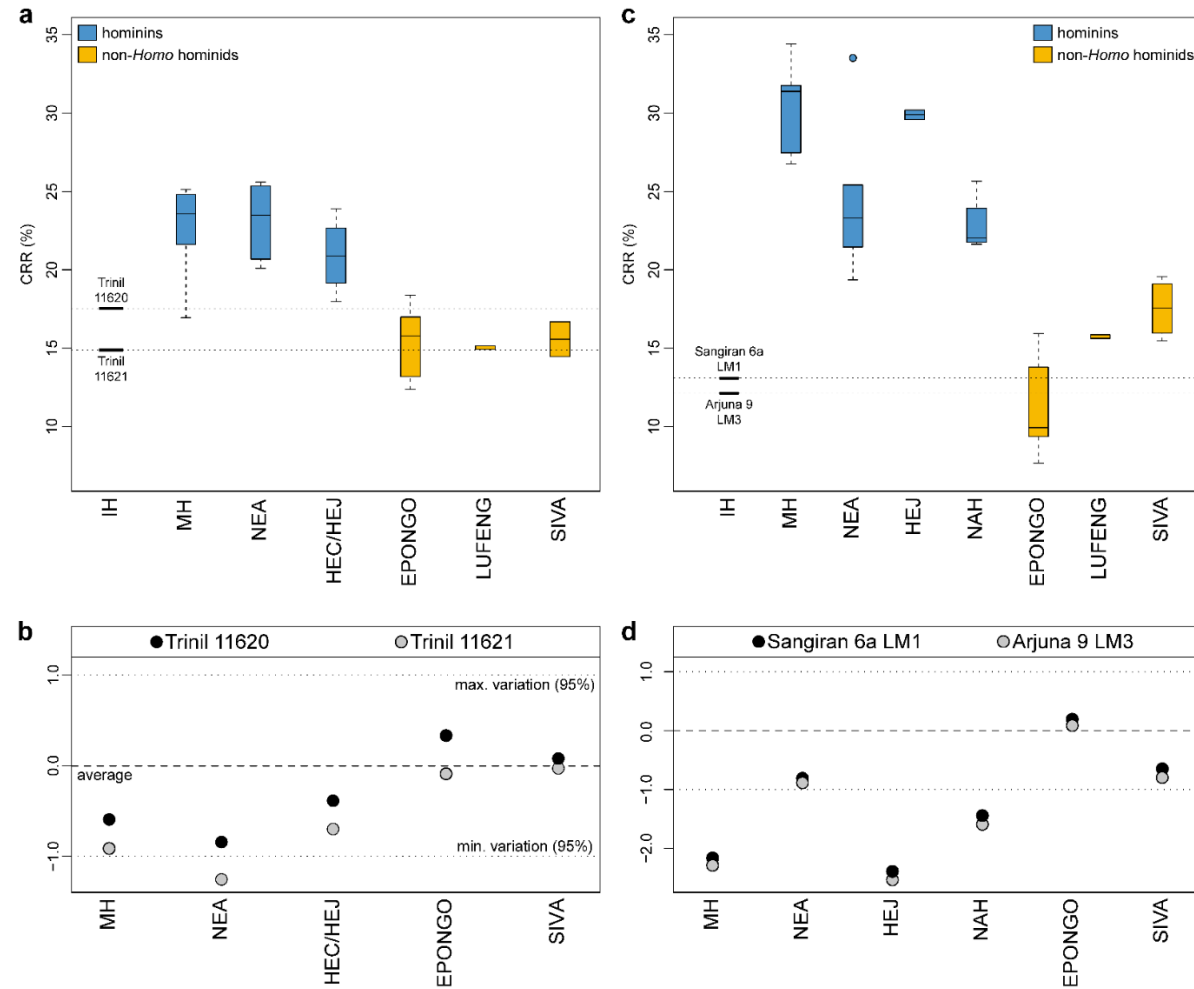 a
hominins
non-Homo hominids
CRR (%)
35
30
25
20
15
10
Trinil
11620
Trinil
11621
IH
MH
NEA
HEC/HEJ
EPONGO
LUFENG
SIVA
c
hominins
non-Homo hominids
CRR (%)
35
30
25
20
15
10
Sangiran 6a
LM1
Arjuna 9
LM3
IH
MH
NEA
HEJ
NAH
EPONGO
LUFENG
SIVA
b
Trinil 11620 Trinil 11621
1.0
0.0
−1.0
max. variation (95%)
average
min. variation (95%)
MH
NEA
HEC/HEJ
EPONGO
SIVA
d
Sangiran 6a LM1 Arjuna 9 LM3
1.0
0.0
−1.0
−2.0
MH
NEA
HEJ
NAH
EPONGO
SIVA